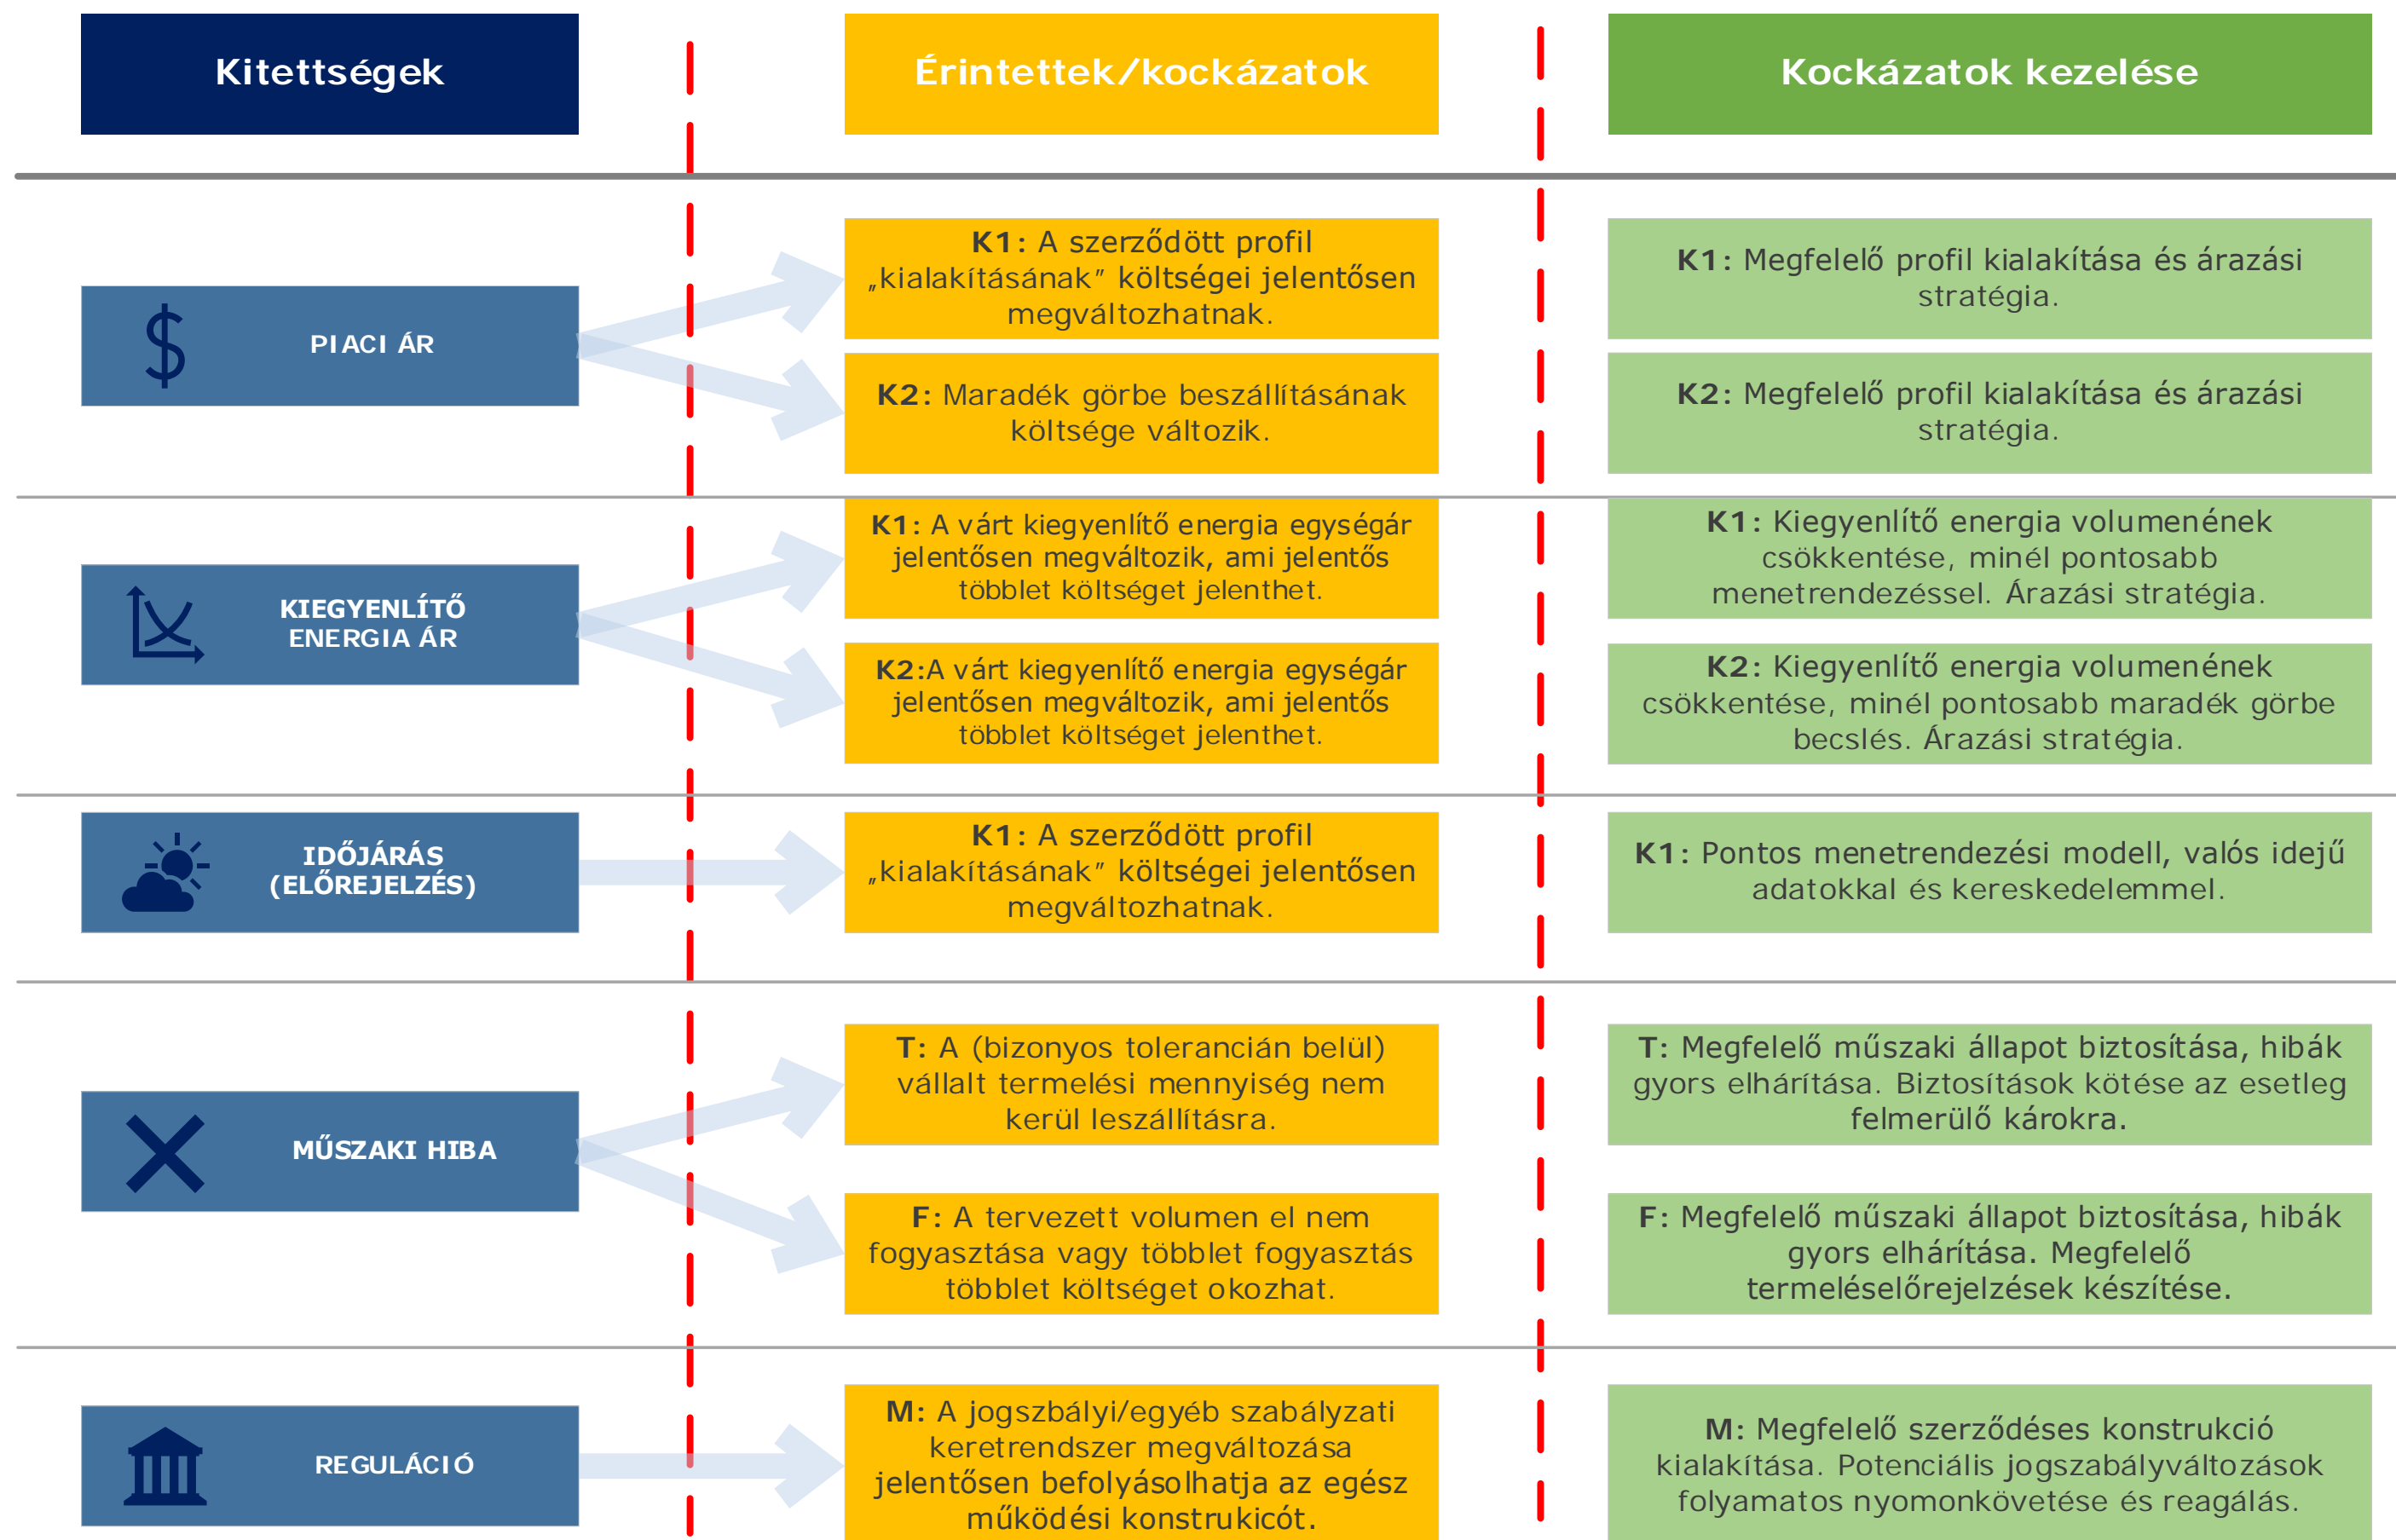 Kitettségek
Érintettek/kockázatok
Kockázatok kezelése
PIACI ÁR
K1: A szerződött profil
„kialakításának” költségei jelentősen
megváltozhatnak.
K1: Megfelelő profil kialakítása és árazási
stratégia.
K2: Maradék görbe beszállításának
költsége változik.
K2: Megfelelő profil kialakítása és árazási
stratégia.
KIEGYENLÍTŐ
ENERGIA ÁR
K1: A várt kiegyenlítő energia egységár
jelentősen megváltozik, ami jelentős
többlet költséget jelenthet.
K1: Kiegyenlítő energia volumenének
csökkentése, minél pontosabb
menetrendezéssel. Árazási stratégia.
K2:A várt kiegyenlítő energia egységár
jelentősen megváltozik, ami jelentős
többlet költséget jelenthet.
K2: Kiegyenlítő energia volumenének
csökkentése, minél pontosabb maradék görbe
becslés. Árazási stratégia.
IDŐJÁRÁS
(ELŐREJELZÉS)
K1: A szerződött profil
„kialakításának” költségei jelentősen
megváltozhatnak.
K1: Pontos menetrendezési modell, valós idejű
adatokkal és kereskedelemmel.
MŰSZAKI HIBA
T: A (bizonyos tolerancián belül)
vállalt termelési mennyiség nem
kerül leszállításra.
T: Megfelelő műszaki állapot biztosítása, hibák
gyors elhárítása. Biztosítások kötése az esetleg
felmerülő károkra.
F: A tervezett volumen el nem
fogyasztása vagy többlet fogyasztás
többlet költséget okozhat.
F: Megfelelő műszaki állapot biztosítása, hibák
gyors elhárítása. Megfelelő
termeléselőrejelzések készítése.
REGULÁCIÓ
M: A jogszbályi/egyéb szabályzati
keretrendszer megváltozása
jelentősen befolyásolhatja az egész
működési konstrukicót.
M: Megfelelő szerződéses konstrukció
kialakítása. Potenciális jogszabályváltozások
folyamatos nyomonkövetése és reagálás.